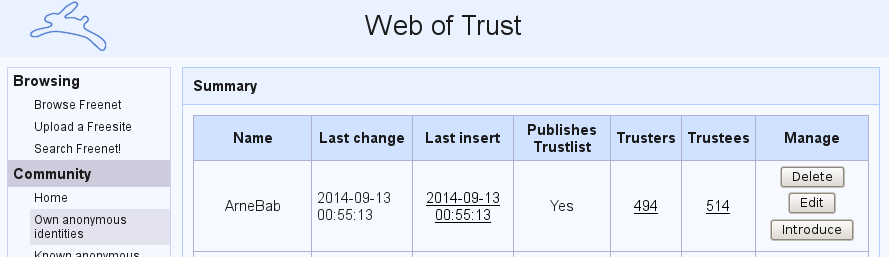 Web of Trust
Browsing
Browse Freenet
Upload a Freesite
Search Freenet!
Community
Home
Own anonymous
identities
Known anonymous
Summary
Name Last change Last insert Publishes Trustlist Trusters Trustees Manage
ArneBab 2014-09-13 00:55:13 2014-09-13 00:55:13 Yes 494 514 Delete
Edit
Introduce